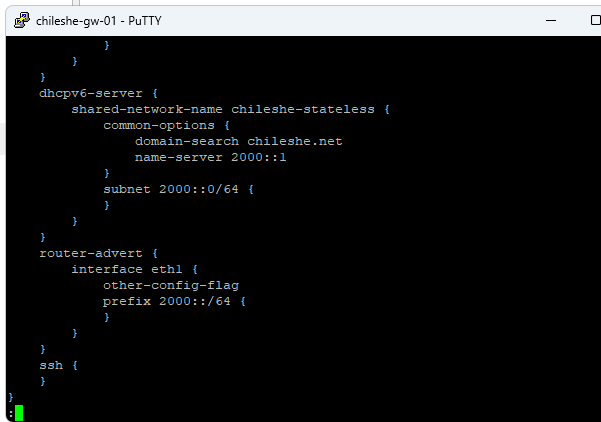 chileshe-gw-01 - PuTTY
            }
        }
    }
    dhcpv6-server {
        shared-network-name chileshe-stateless {
            common-options {
                domain-search chileshe.net
                name-server 2000::1
            }
            subnet 2000::0/64 {
            }
        }
    }
    router-advert {
        interface eth1 {
            other-config-flag
            prefix 2000::/64 {
            }
        }
    }
    ssh {
    }
}
: